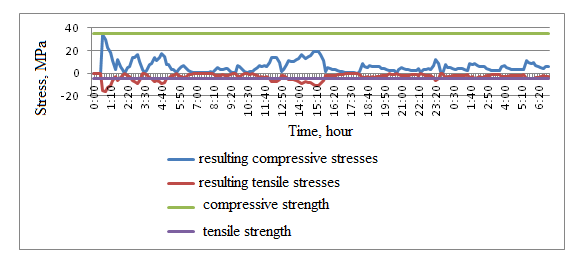 40
20
0
-20
Stress, MPa
0:00 1:10 2:30 3:30 4:40 5:50 7:00 8:10 9:20 10:30 11:40 12:50 14:00 15:10 16:22 17:30 18:40 19:50 21:00 22:10 23:20 0:30 1:40 2:50 4:00 5:10 6:20
Time, hour
resulting compressive stresses
resulting tensile stresses
compressive strength
tensile strength